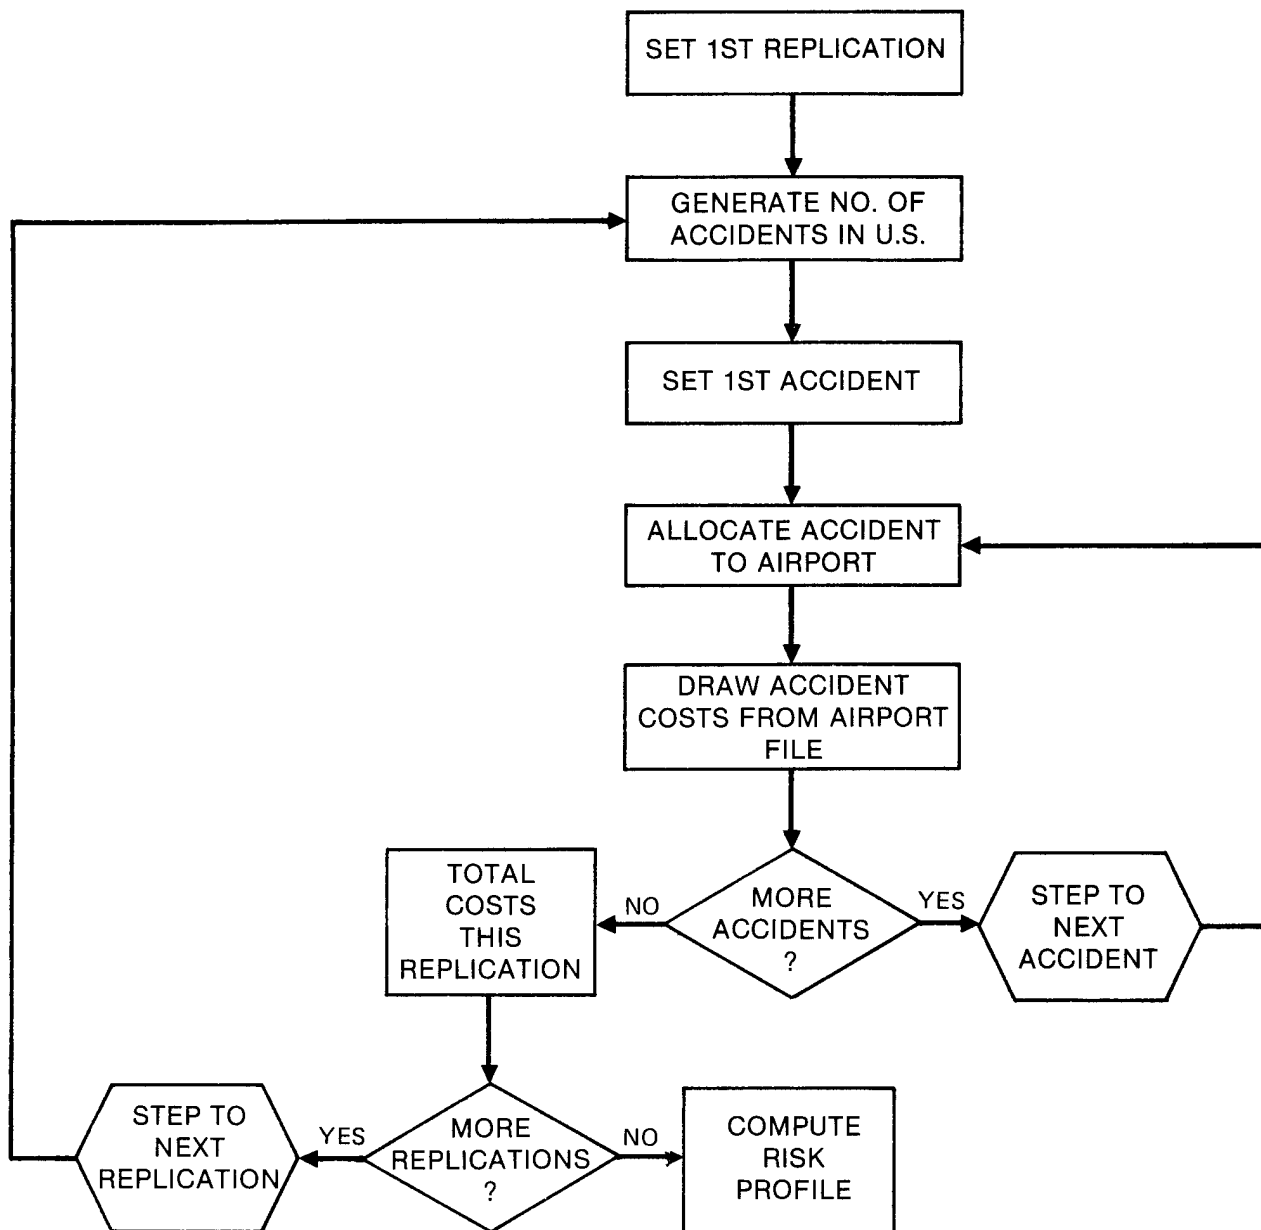 SET 1ST REPLICATION
GENERATE NO. OF
ACCIDENTS IN U.S.
SET 1ST ACCIDENT
ALLOCATE ACCIDENT
TO AIRPORT
DRAW ACCIDENT
COSTS FROM AIRPORT
FILE
TOTAL
COSTS
THIS
REPLICATION
NO
MORE
ACCIDENTS
?
YES
STEP TO
NEXT
ACCIDENT
STEP TO
NEXT
REPLICATION
YES
MORE
REPLICATIONS
?
NO
COMPUTE
RISK
PROFILE